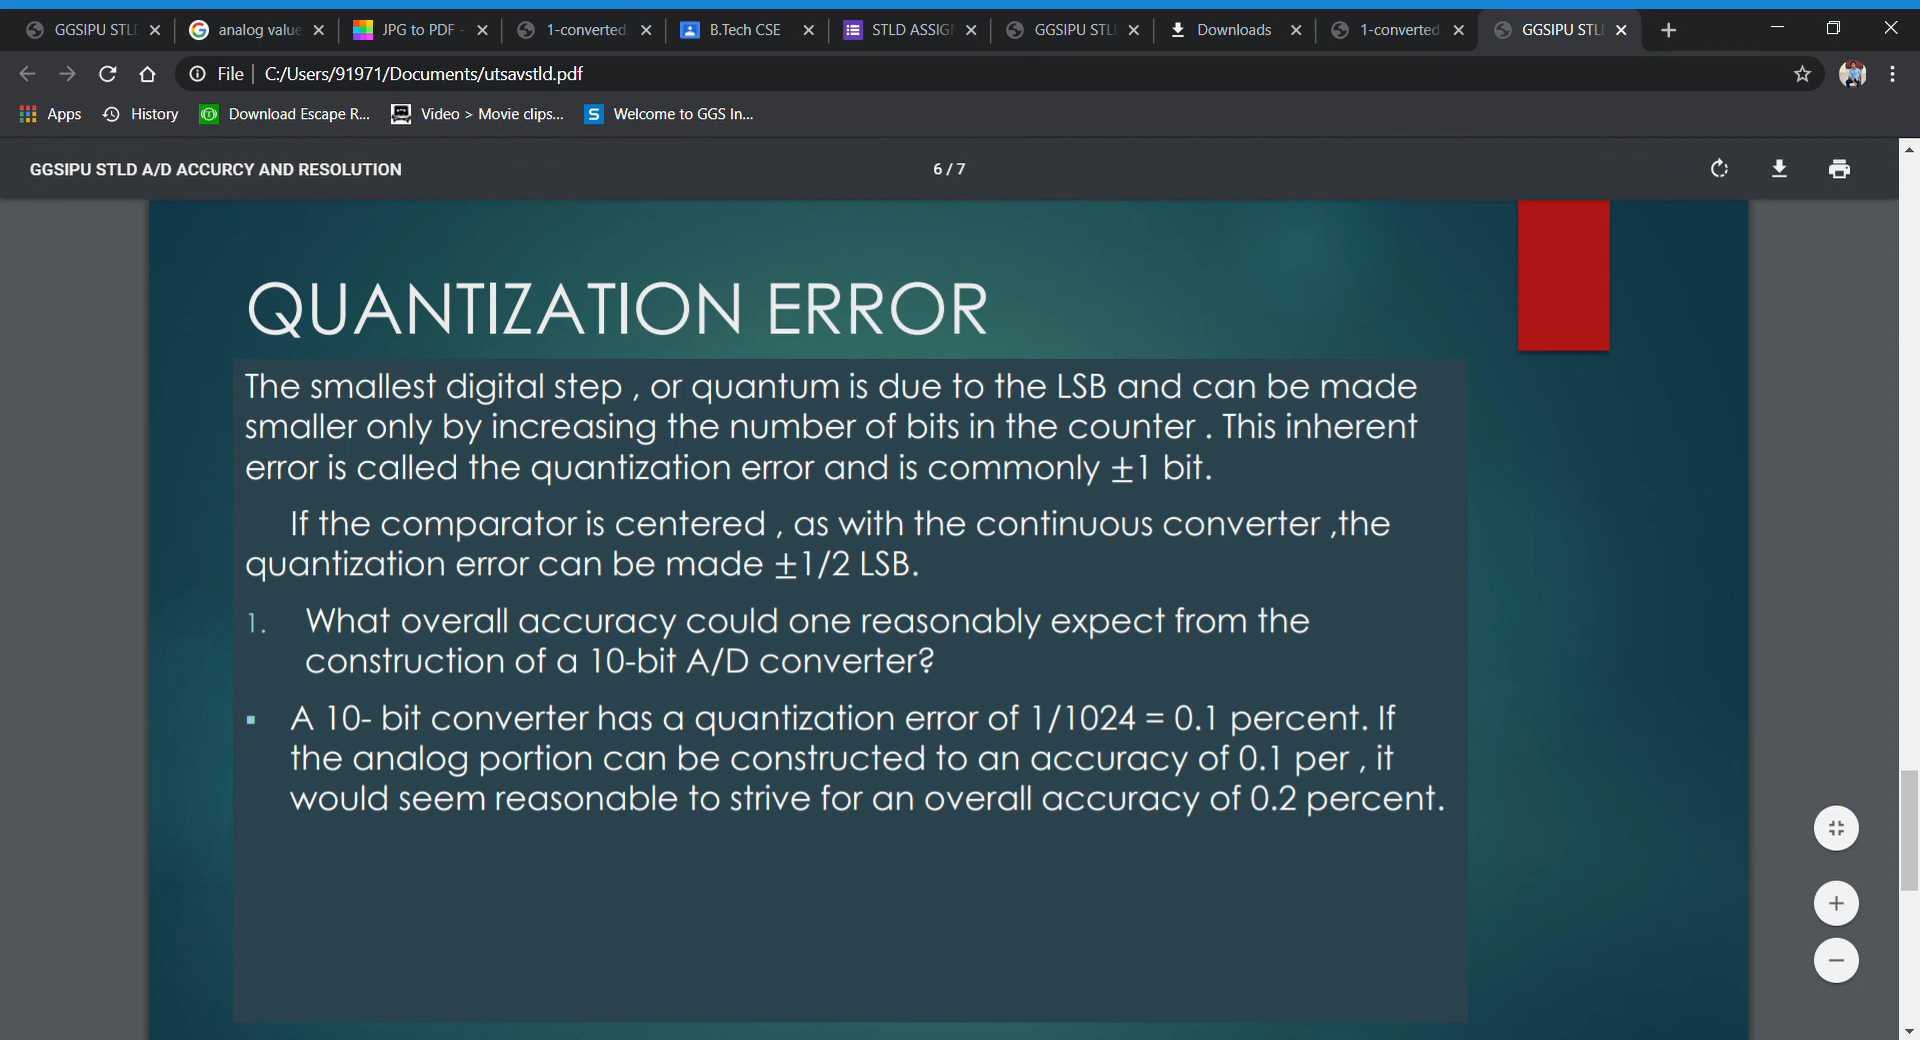 GGSIPU STL
analog value
JPG to PDF -
1-converted.
B.Tech CSE
STLD ASSIG
GGSIPU STL
Downloads
1-converted
GGSIPU STL
File | C:/Users/91971/Documents/utsavstld.pdf
Apps
History
Download Escape R...
Video > Movie clips...
S
Welcome to GGS In...
GGSIPU STLD A/D ACCURCY AND RESOLUTION
6 / 7
QUANTIZATION ERROR
The smallest digital step , or quantum is due to the LSB and can be made
smaller only by increasing the number of bits in the counter . This inherent
error is called the quantization error and is commonly ±1 bit.
If the comparator is centered , as with the continuous converter ,the
quantization error can be made ±1/2 LSB.
1. What overall accuracy could one reasonably expect from the
construction of a 10-bit A/D converter?
▪ A 10- bit converter has a quantization error of 1/1024 = 0.1 percent. If
the analog portion can be constructed to an accuracy of 0.1 per , it
would seem reasonable to strive for an overall accuracy of 0.2 percent.